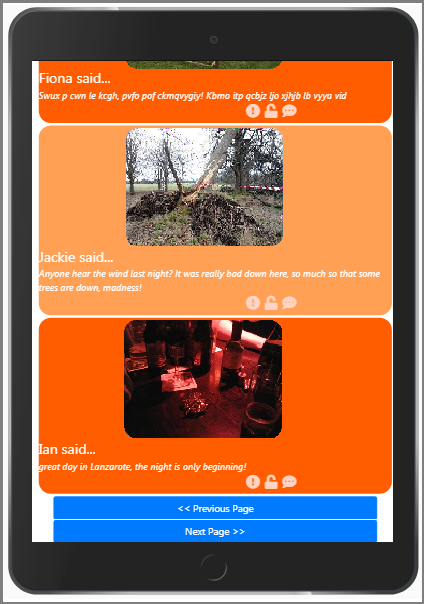 Fiona said...
Swux p cwn le kcgh, pvfo pof ckmqvygiy! Kbmo itp qcbjz ljo xjhjb lb vyya vid
Jackie said...
Anyone hear the wind last night? It was really bad down here, so much so that some
trees are down, madness!
Ian said...
great day in Lanzarote, the night is only beginning!
<< Previous Page
Next Page >>